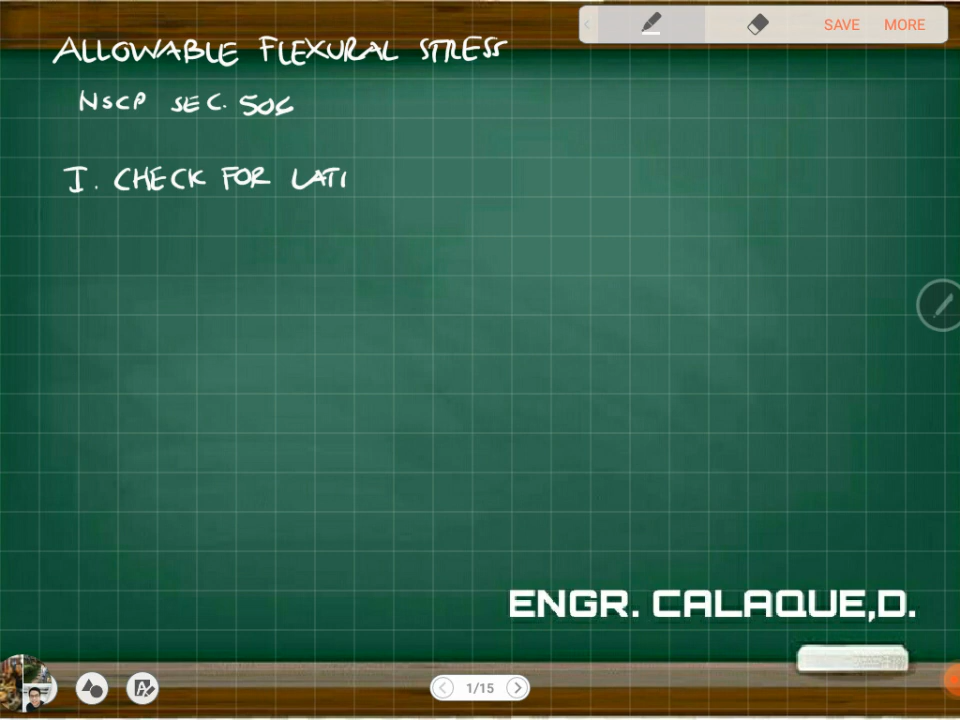 SAVE MORE
ALLOWABLE FLEXURAL STRESS
NSCP SEC. 506
I. CHECK FOR LATI
ENGR. CALAQUE,D.
1/15